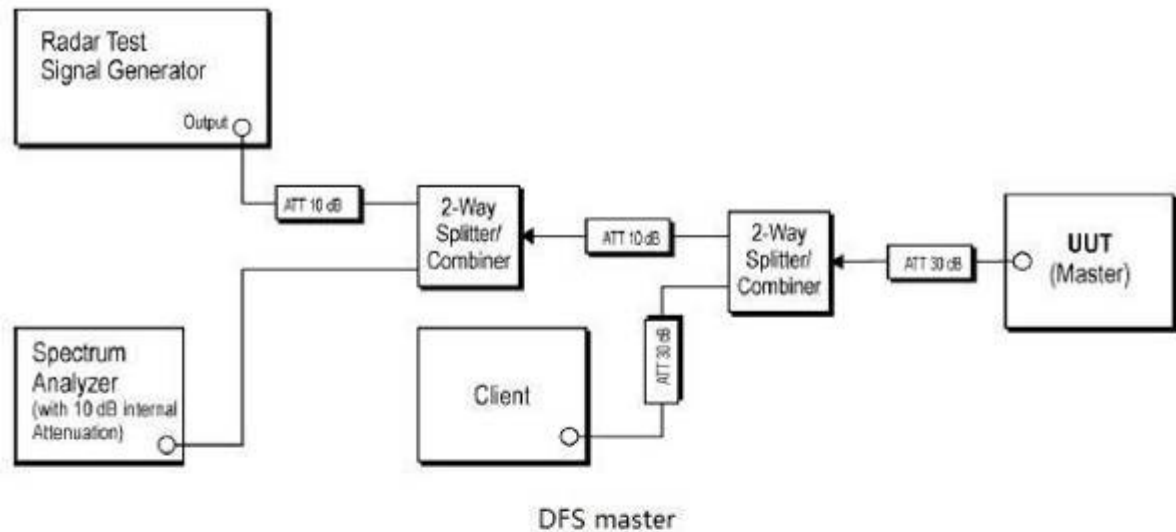 Radar Test
Signal Generator
Output
ATT 10 dB
2-Way
Splitter/
Combiner
ATT 10 dB
2-Way
Splitter/
Combiner
ATT 30 dB
UUT
(Master)
ATT 30 dB
Spectrum
Analyzer
(with 10 dB internal
Attenuation)
Client
DFS master